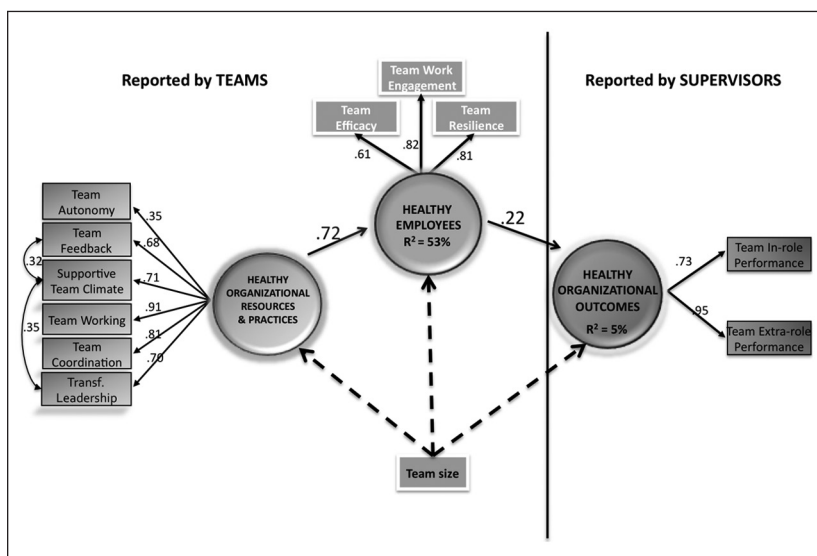 Reported by TEAMS
Team Work
Engagement
Reported by SUPERVISORS
Team
Efficacy
Team
Resilience
.61
.82
.81
Team
Autonomy
Team
Feedback
Supportive
Team Climate
Team Working
Team
Coordination
Transf.
Leadership
.32
.35
.35
.68
.71
.91
.81
.70
HEALTHY
ORGANIZATIONAL
RESOURCES
& PRACTICES
.72
HEALTHY
EMPLOYEES
R² = 53%
.22
HEALTHY
ORGANIZATIONAL
OUTCOMES
R² = 5%
.73
.95
Team In-role
Performance
Team Extra-role
Performance
Team size